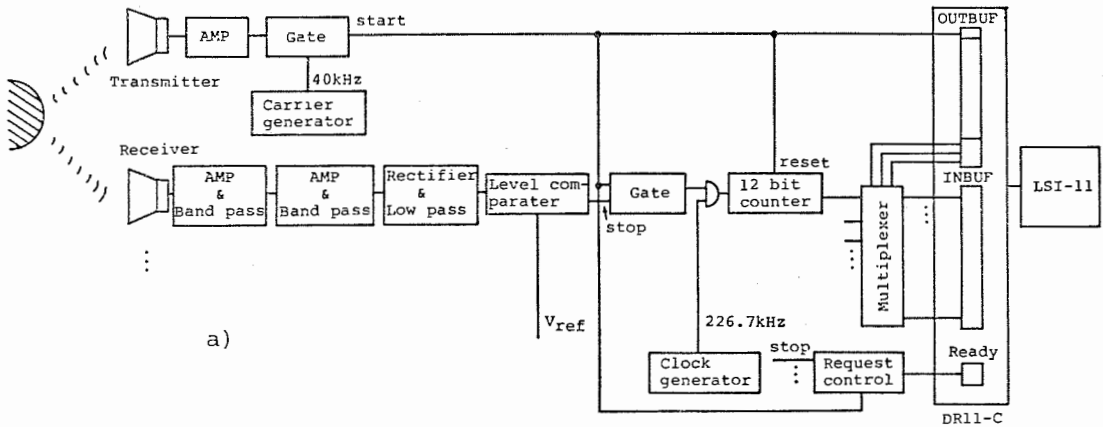 OUTBUF
start
AMP
Gate
Transmitter
40kHz
Carrier
generator
Receiver
AMP
&
Band pass
AMP
&
Band pass
Rectifier
&
Low pass
Level com-
parater
Gate
stop
reset
12 bit
counter
Multiplexer
INBUF
LSI-11
a)
Vref
226.7kHz
Clock
generator
stop
Request
control
Ready
DR11-C